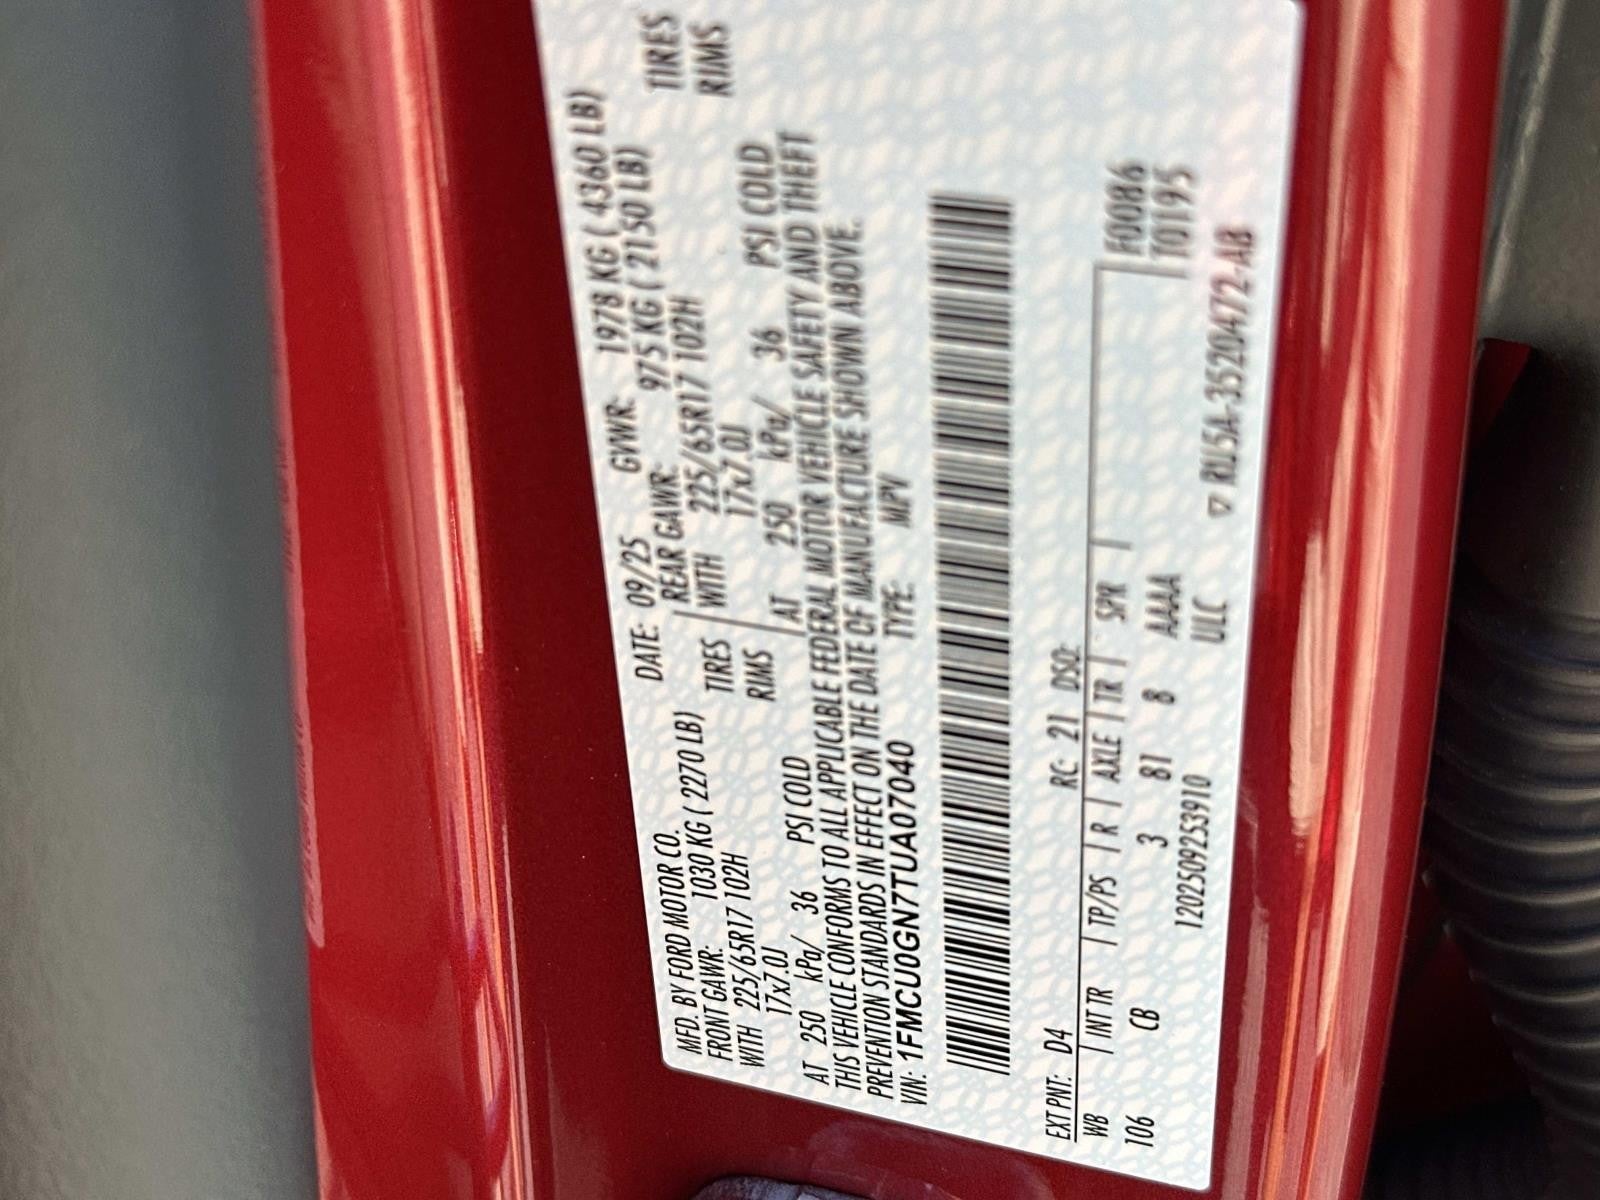 MFD. BY FORD MOTOR CO. DATE: 09/25 GVWR: 1978 KG ( 4360 LB)
FRONT GAWR: 1030 KG ( 2270 LB) REAR GAWR: 975 KG ( 2150 LB)
WITH 225/65R17 102H TIRES WITH 225/65R17 102H TIRES
17x7.0J RIMS 17x7.0J RIMS
AT 250 kPa/ 36 PSI COLD AT 250 kPa/ 36 PSI COLD
THIS VEHICLE CONFORMS TO ALL APPLICABLE FEDERAL MOTOR VEHICLE SAFETY AND THEFT
PREVENTION STANDARDS IN EFFECT ON THE DATE OF MANUFACTURE SHOWN ABOVE.
VIN: 1FMCU0GN7TUA07040 TYPE: MPV
EXT PNT: D4 RC: 21 DSO: F0086
WB INT TR TP/PS R AXLE TR SPR T0195
106 CB 3 81 8 AAAA
120250925391​0 ULC
▽ RU5A-3520472-AB